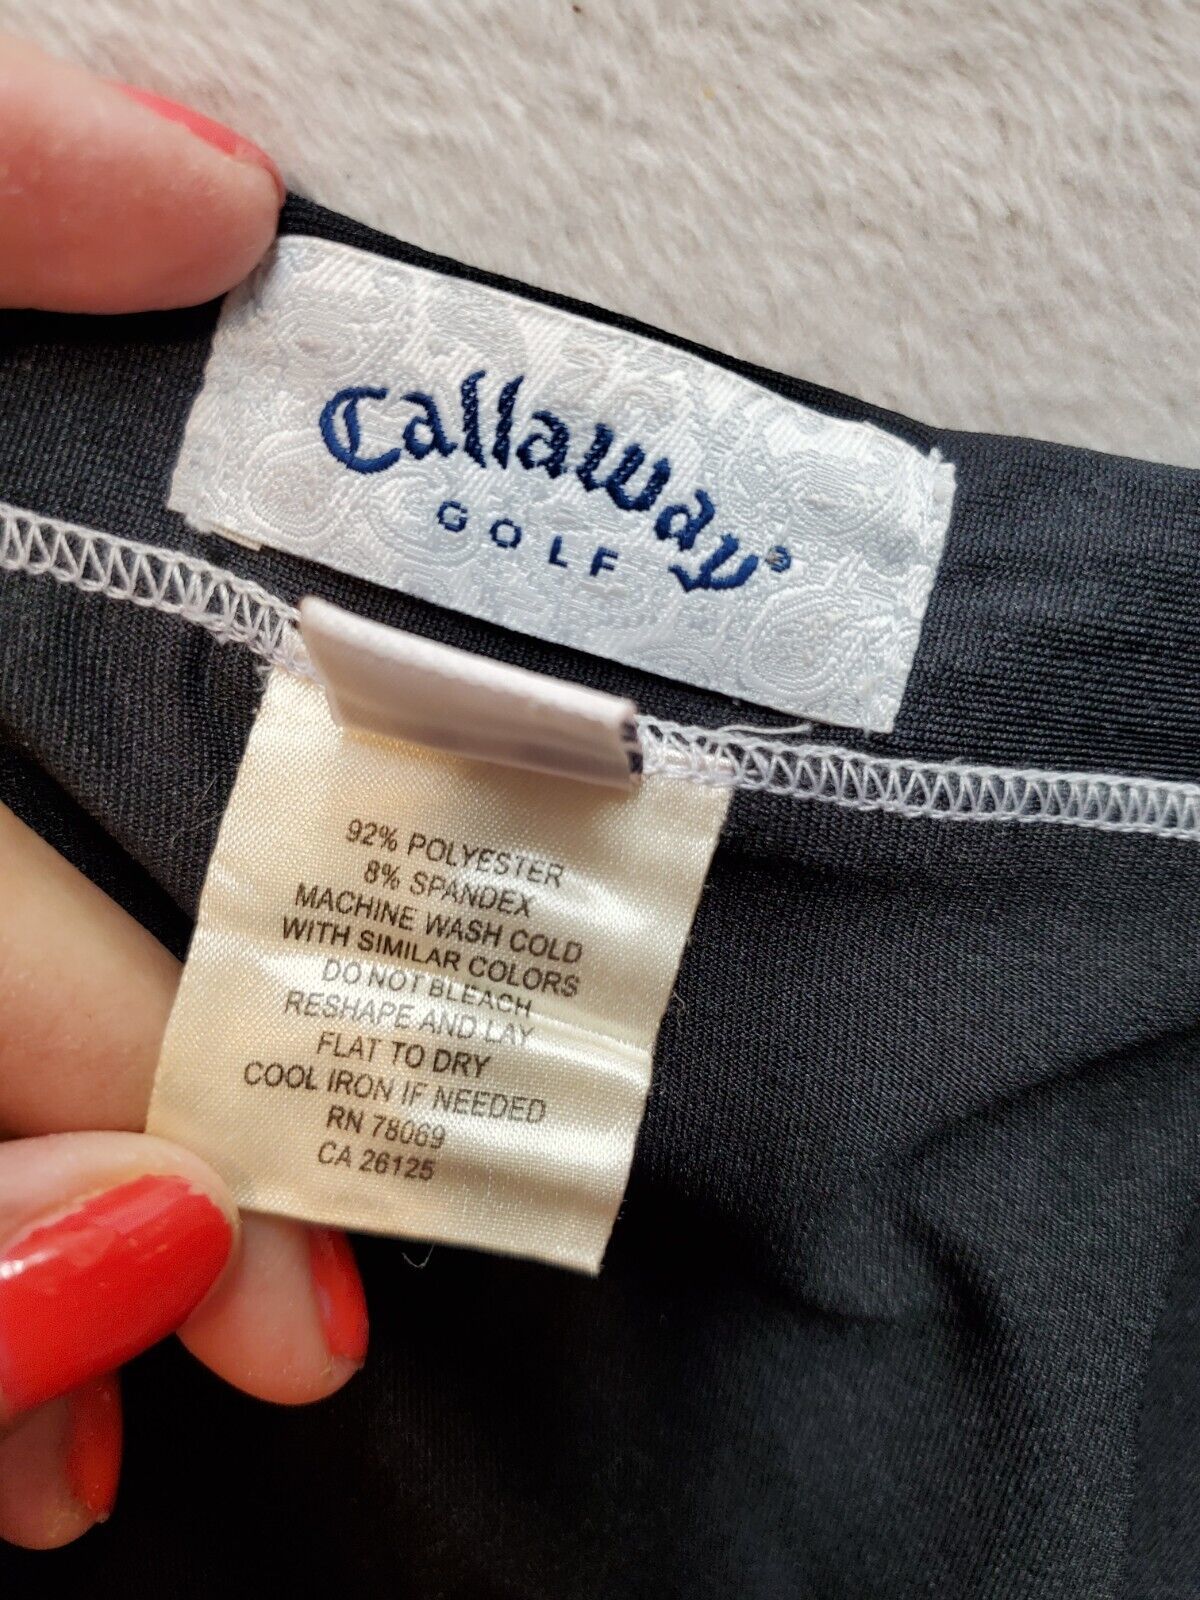 Callaway®
GOLF
92% POLYESTER
8% SPANDEX
MACHINE WASH COLD
WITH SIMILAR COLORS
DO NOT BLEACH
RESHAPE AND LAY
FLAT TO DRY
COOL IRON IF NEEDED
RN 78069
CA 26125